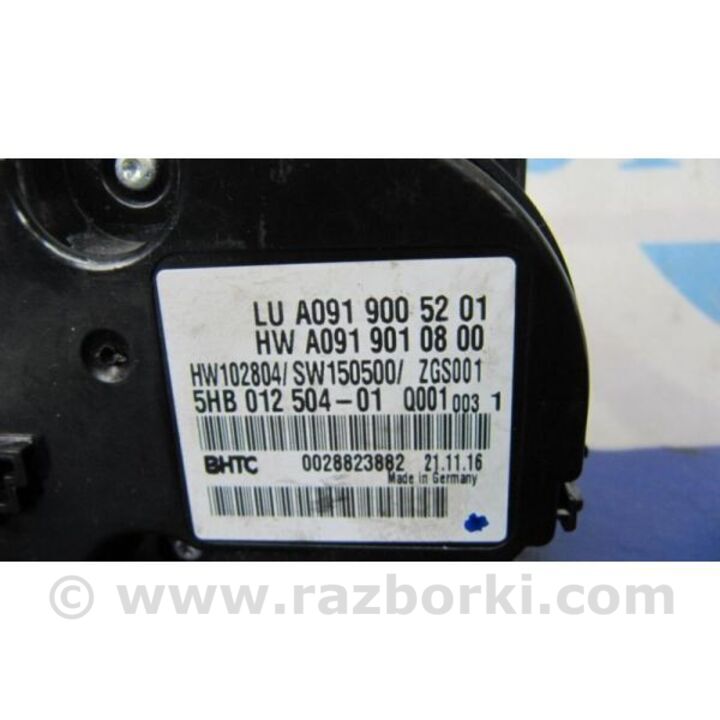 LU A091 900 52 01
HW A091 901 08 00
HW102804/ SW150500/ ZGS001
5HB 012 504-01 Q001 003 1
BHTC 0028823882 21.11.16
Made in Germany
© www.razborki.com